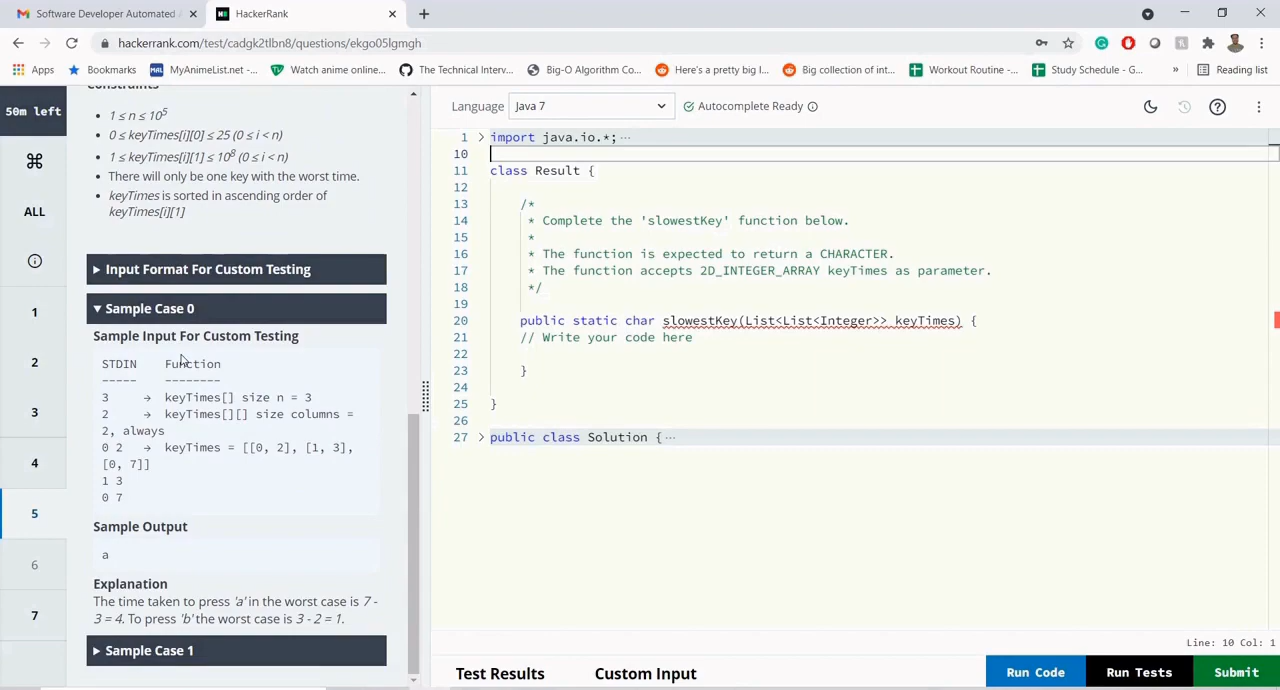 Software Developer Automated A
HackerRank
hackerrank.com/test/cadgk2tlbn8/questions/ekgo05lgmgh
Apps
Bookmarks
MyAnimeList.net -...
Watch anime online...
The Technical Interv...
Big-O Algorithm Co...
Here's a pretty big l...
Big collection of int...
Workout Routine -...
Study Schedule - G...
»
Reading list
50m left
ALL
1
2
3
4
5
6
7
Constraints
• 1 ≤ n ≤ 10⁵
• 0 ≤ keyTimes[i][0] ≤ 25 (0 ≤ i < n)
• 1 ≤ keyTimes[i][1] ≤ 10⁸ (0 ≤ i < n)
• There will only be one key with the worst time.
• keyTimes is sorted in ascending order of
keyTimes[i][1]
Input Format For Custom Testing
Sample Case 0
Sample Input For Custom Testing
STDIN Function
----- --------
3 → keyTimes[] size n = 3
2 → keyTimes[][] size columns =
2, always
0 2 → keyTimes = [[0, 2], [1, 3],
[0, 7]]
1 3
0 7
Sample Output
a
Explanation
The time taken to press 'a' in the worst case is 7 -
3 = 4. To press 'b' the worst case is 3 - 2 = 1.
Sample Case 1
Language
Java 7
Autocomplete Ready
1 import java.io.*; ...
10
11 class Result {
12
13 /*
14 * Complete the 'slowestKey' function below.
15 *
16 * The function is expected to return a CHARACTER.
17 * The function accepts 2D_INTEGER_ARRAY keyTimes as parameter.
18 */
19
20 public static char slowestKey(List<List<Integer>> keyTimes) {
21 // Write your code here
22
23 }
24
25 }
26
27 public class Solution { ...
Line: 10 Col: 1
Test Results
Custom Input
Run Code
Run Tests
Submit